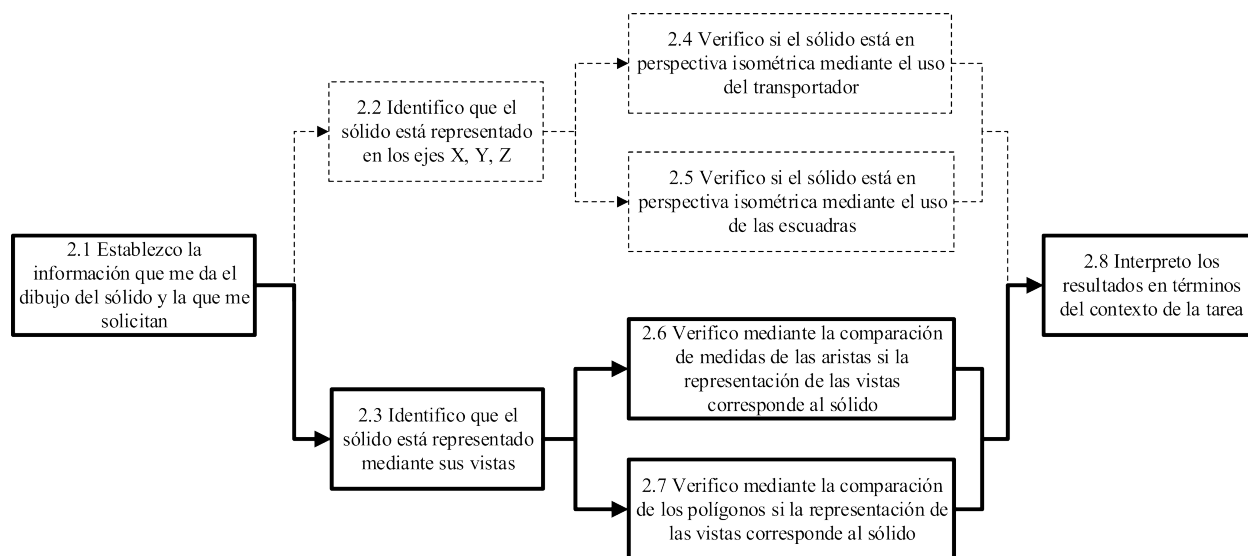 2.4 Verifico si el sólido está en
perspectiva isométrica mediante el uso
del transportador
2.2 Identifico que el
sólido está representado
en los ejes X, Y, Z
2.5 Verifico si el sólido está en
perspectiva isométrica mediante el uso
de las escuadras
2.1 Establezco la
información que me da el
dibujo del sólido y la que me
solicitan
2.8 Interpreto los
resultados en términos
del contexto de la tarea
2.6 Verifico mediante la comparación
de medidas de las aristas si la
representación de las vistas
corresponde al sólido
2.3 Identifico que el
sólido está representado
mediante sus vistas
2.7 Verifico mediante la comparación
de los polígonos si la representación de
las vistas corresponde al sólido